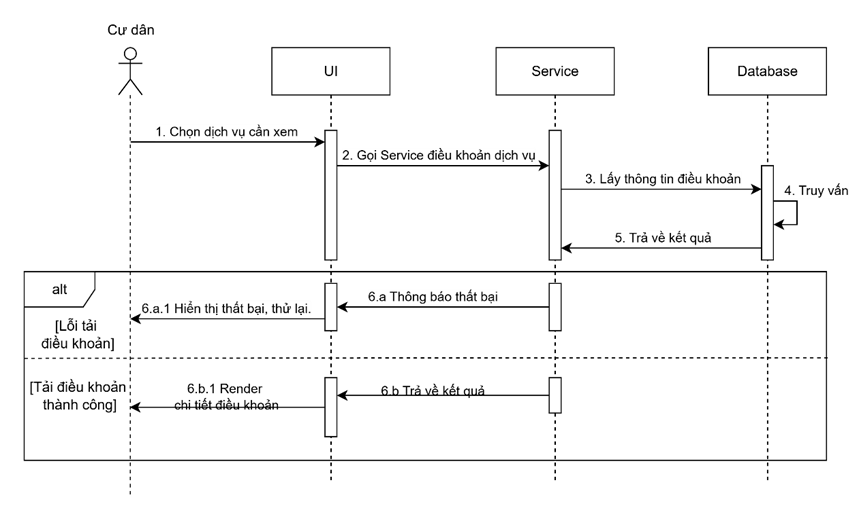 Cư dân
UI
Service
Database
1. Chọn dịch vụ cần xem
2. Gọi Service điều khoản dịch vụ
3. Lấy thông tin điều khoản
4. Truy vấn
5. Trả về kết quả
alt
6.a Thông báo thất bại
6.a.1 Hiển thị thất bại, thử lại.
[Lỗi tải
điều khoản]
[Tải điều khoản
thành công]
6.b Trả về kết quả
6.b.1 Render
chi tiết điều khoản